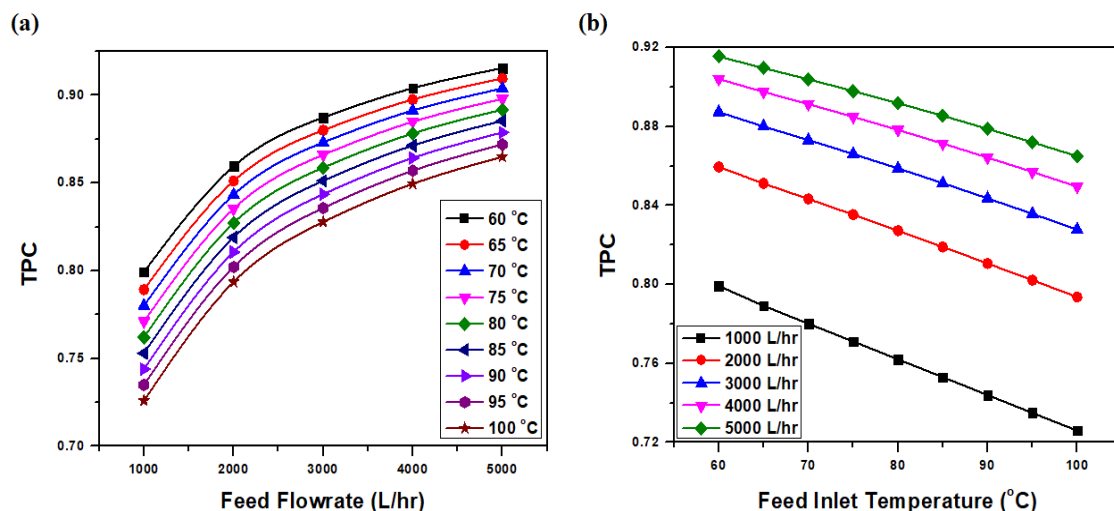 (a)
TPC
0.90
0.85
0.80
0.75
0.70
60 °C
65 °C
70 °C
75 °C
80 °C
85 °C
90 °C
95 °C
100 °C
1000 2000 3000 4000 5000
Feed Flowrate (L/hr)
(b)
TPC
0.92
0.88
0.84
0.80
0.76
0.72
1000 L/hr
2000 L/hr
3000 L/hr
4000 L/hr
5000 L/hr
60 70 80 90 100
Feed Inlet Temperature (°C)